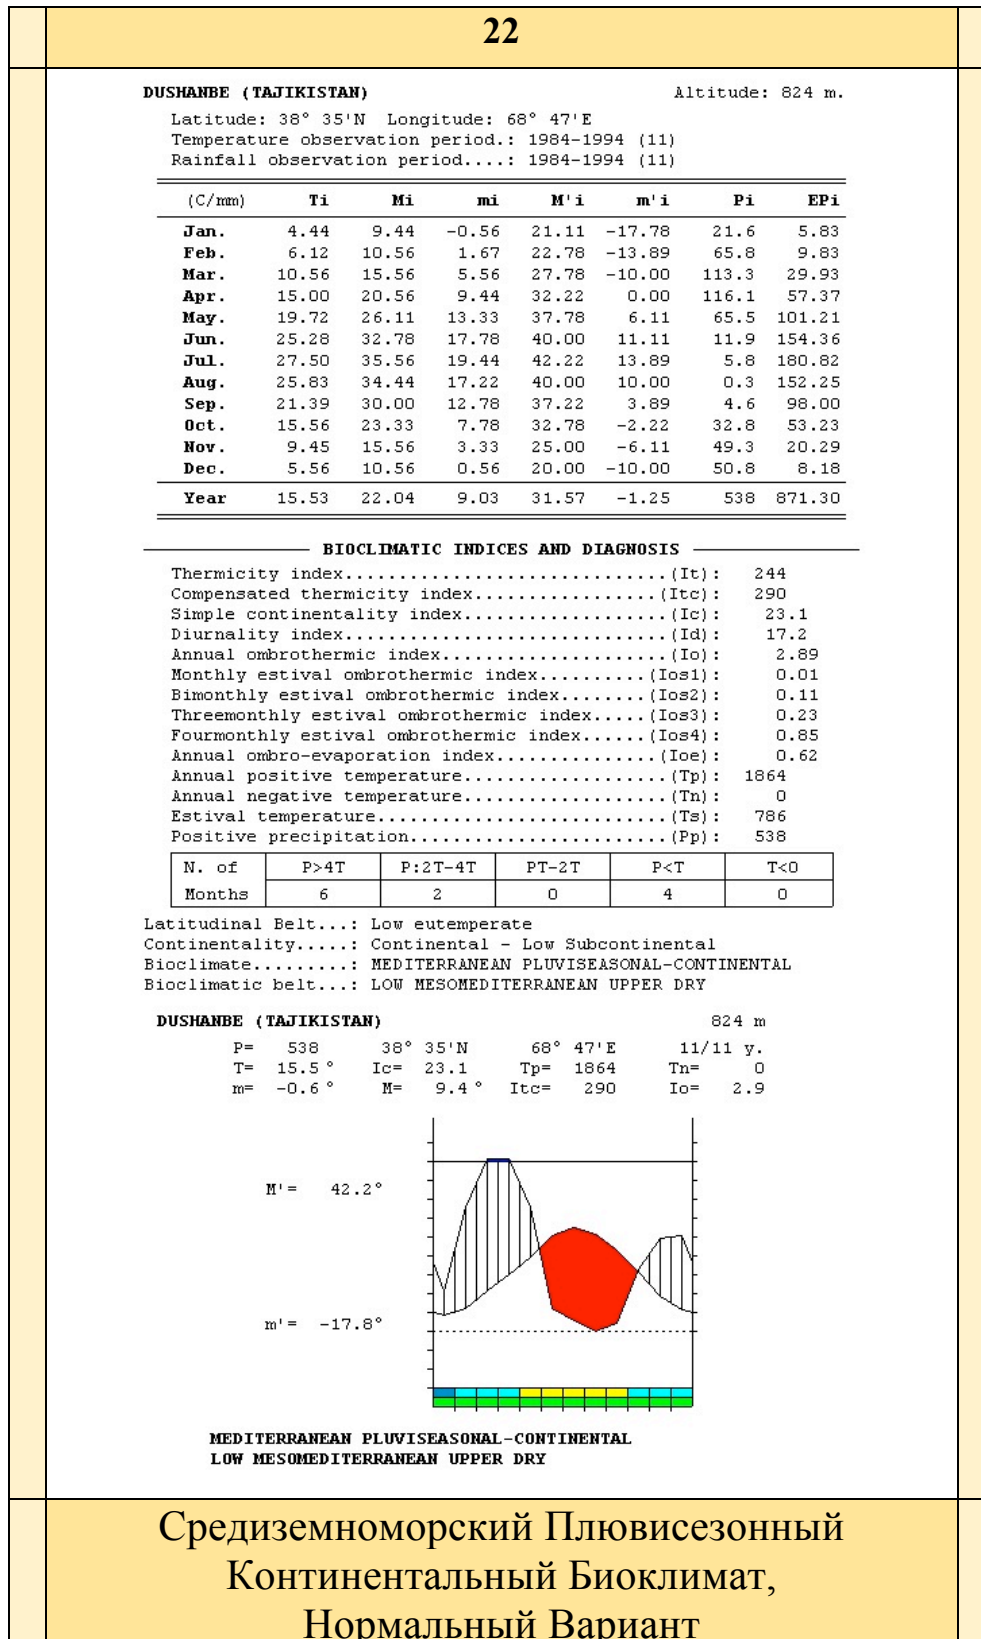 22
DUSHANBE (TAJIKISTAN) Altitude: 824 m.
Latitude: 38° 35'N Longitude: 68° 47'E
Temperature observation period.: 1984-1994 (11)
Rainfall observation period....: 1984-1994 (11)
(C/mm) Ti Mi mi M'i m'i Pi EPi
Jan. 4.44 9.44 -0.56 21.11 -17.78 21.6 5.83
Feb. 6.12 10.56 1.67 22.78 -13.89 65.8 9.83
Mar. 10.56 15.56 5.56 27.78 -10.00 113.3 29.93
Apr. 15.00 20.56 9.44 32.22 0.00 116.1 57.37
May. 19.72 26.11 13.33 37.78 6.11 65.5 101.21
Jun. 25.28 32.78 17.78 40.00 11.11 11.9 154.36
Jul. 27.50 35.56 19.44 42.22 13.89 5.8 180.82
Aug. 25.83 34.44 17.22 40.00 10.00 0.3 152.25
Sep. 21.39 30.00 12.78 37.22 3.89 4.6 98.00
Oct. 15.56 23.33 7.78 32.78 -2.22 32.8 53.23
Nov. 9.45 15.56 3.33 25.00 -6.11 49.3 20.29
Dec. 5.56 10.56 0.56 20.00 -10.00 50.8 8.18
Year 15.53 22.04 9.03 31.57 -1.25 538 871.30
BIOCLIMATIC INDICES AND DIAGNOSIS
Thermicity index..............................(It): 244
Compensated thermicity index.................(Itc): 290
Simple continentality index...................(Ic): 23.1
Diurnality index..............................(Id): 17.2
Annual ombrothermic index.....................(Io): 2.89
Monthly estival ombrothermic index..........(Ios1): 0.01
Bimonthly estival ombrothermic index........(Ios2): 0.11
Threemonthly estival ombrothermic index.....(Ios3): 0.23
Fourmonthly estival ombrothermic index......(Ios4): 0.85
Annual ombro-evaporation index...............(Ioe): 0.62
Annual positive temperature...................(Tp): 1864
Annual negative temperature...................(Tn): 0
Estival temperature...........................(Ts): 786
Positive precipitation........................(Pp): 538
N. of P>4T P:2T-4T PT-2T P<T T<0
Months 6 2 0 4 0
Latitudinal Belt...: Low eutemperate
Continentality.....: Continental - Low Subcontinental
Bioclimate.........: MEDITERRANEAN PLUVISEASONAL-CONTINENTAL
Bioclimatic belt...: LOW MESOMEDITERRANEAN UPPER DRY
DUSHANBE (TAJIKISTAN) 824 m
P= 538 38° 35'N 68° 47'E 11/11 y.
T= 15.5° Ic= 23.1 Tp= 1864 Tn= 0
m= -0.6° M= 9.4° Itc= 290 Io= 2.9
M'= 42.2°
m'= -17.8°
MEDITERRANEAN PLUVISEASONAL-CONTINENTAL
LOW MESOMEDITERRANEAN UPPER DRY
Средиземноморский Плювисезонный
Континентальный Биоклимат,
Нормальный Вариант